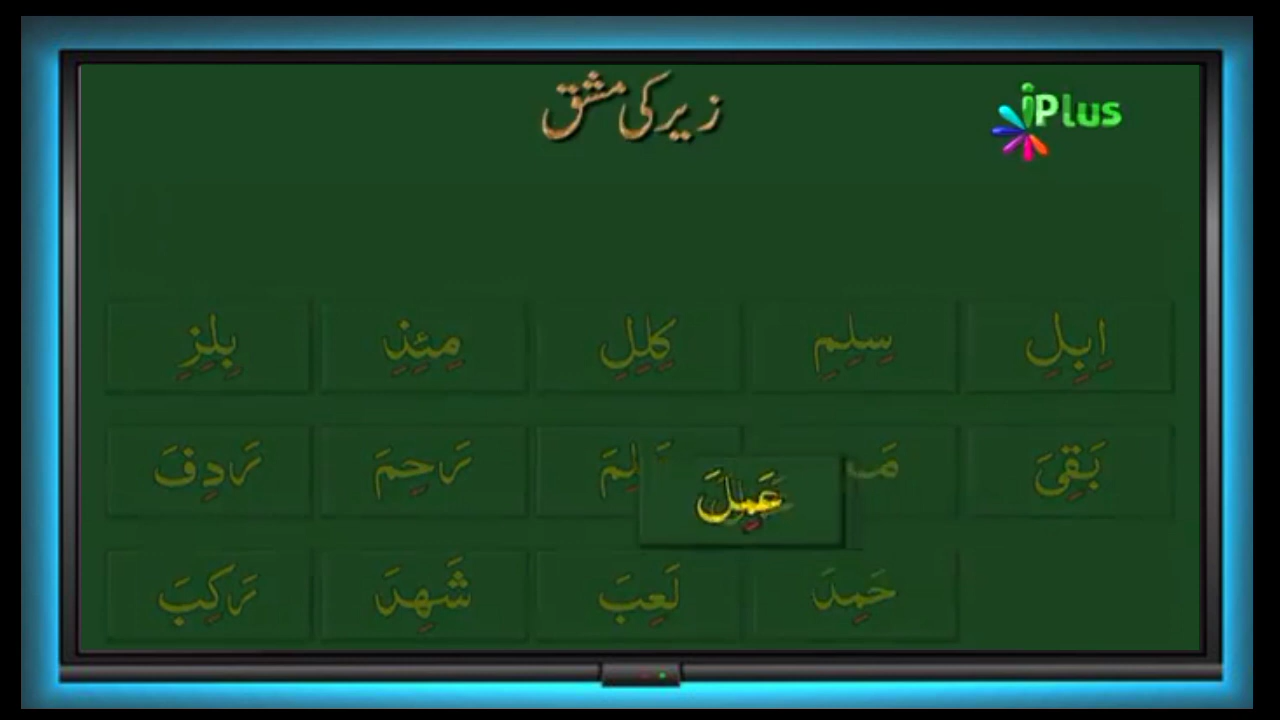 زیر کی مشق
iPlus
اِبِلِ سِلِمِ كِلِلِ مِئِذِ بِلِزِ
بَقِیَ رَحِمَ رَدِفَ
عَمِلَ
حَمِدَ لَعِبَ شَهِدَ رَكِبَ